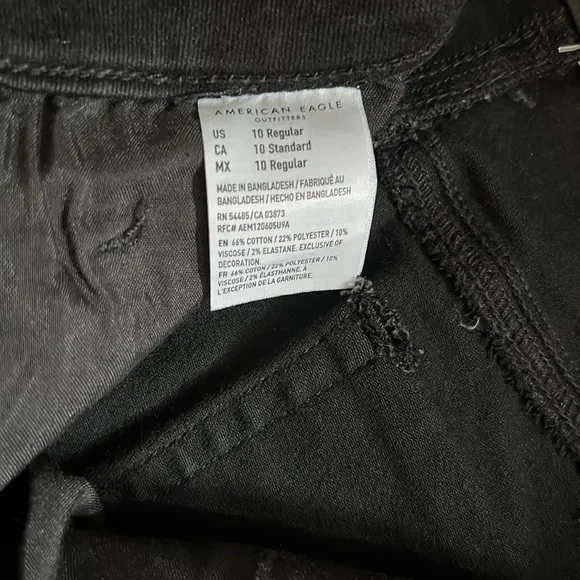 AMERICAN EAGLE
OUTFITTERS
US 10 Regular
CA 10 Standard
MX 10 Regular
MADE IN BANGLADESH / FABRIQUÉ AU
BANGLADESH / HECHO EN BANGLADESH
RN 54485/CA 03873
RFC# AEM120605U9A
EN 66% COTTON / 22% POLYESTER / 10%
VISCOSE / 2% ELASTANE. EXCLUSIVE OF
DECORATION.
FR 66% COTON / 22% POLYESTER / 10%
VISCOSE / 2% ÉLASTHANNE. À
L'EXCEPTION DE LA GARNITURE.